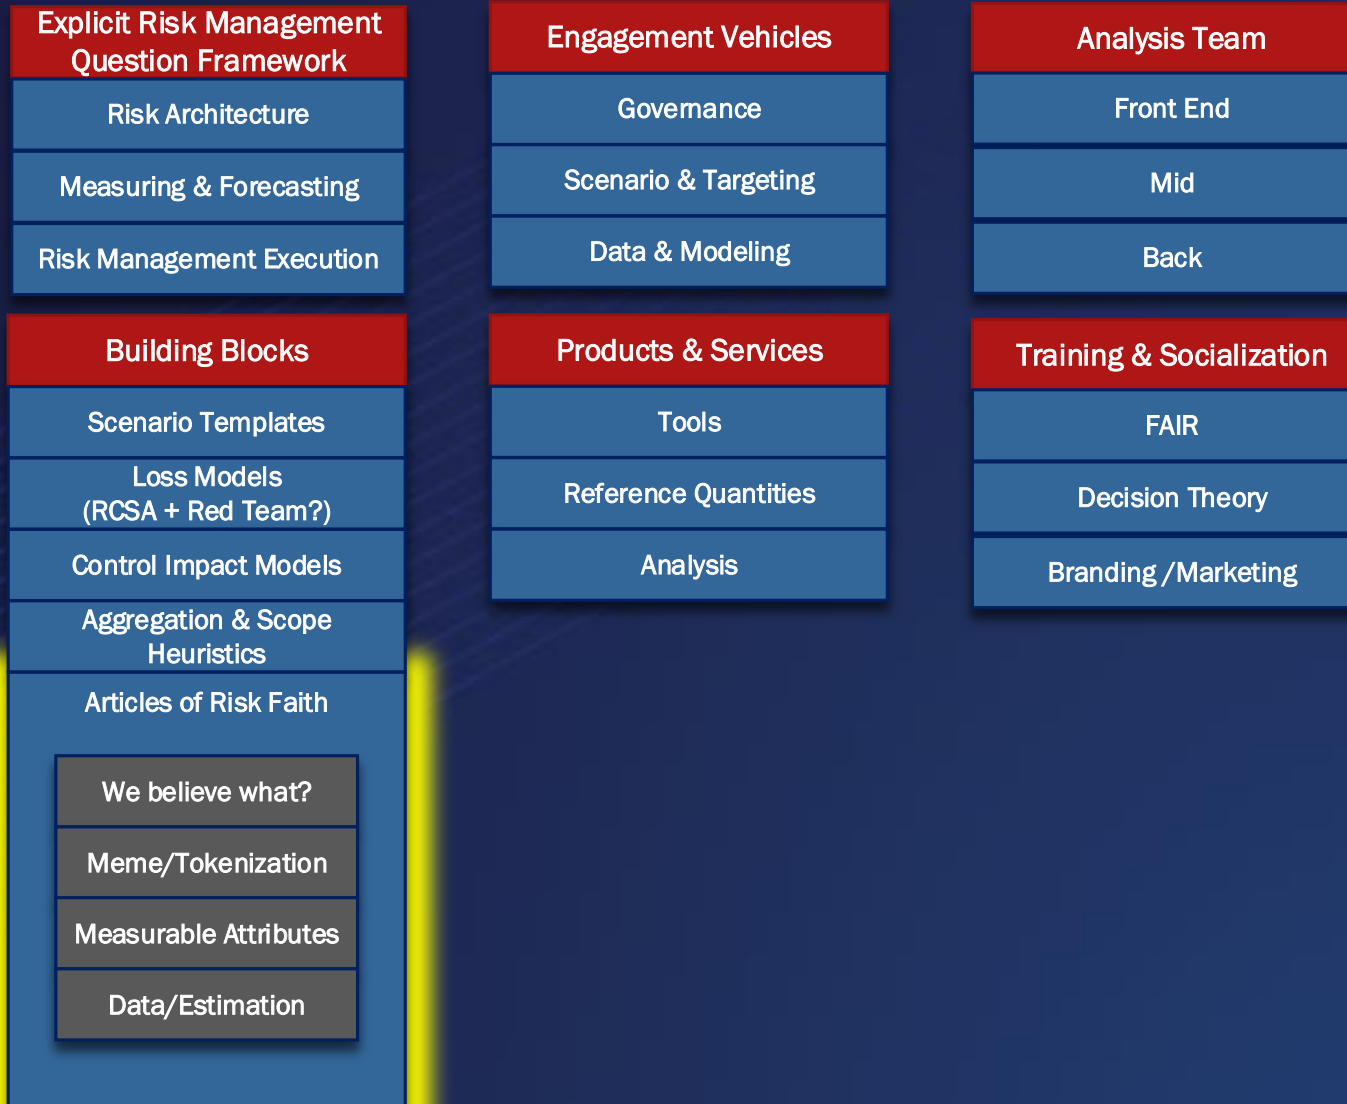 Explicit Risk Management
Question Framework
Risk Architecture
Measuring & Forecasting
Risk Management Execution
Engagement Vehicles
Governance
Scenario & Targeting
Data & Modeling
Analysis Team
Front End
Mid
Back
Building Blocks
Scenario Templates
Loss Models
(RCSA + Red Team?)
Control Impact Models
Aggregation & Scope
Heuristics
Articles of Risk Faith
We believe what?
Meme/Tokenization
Measurable Attributes
Data/Estimation
Products & Services
Tools
Reference Quantities
Analysis
Training & Socialization
FAIR
Decision Theory
Branding /Marketing